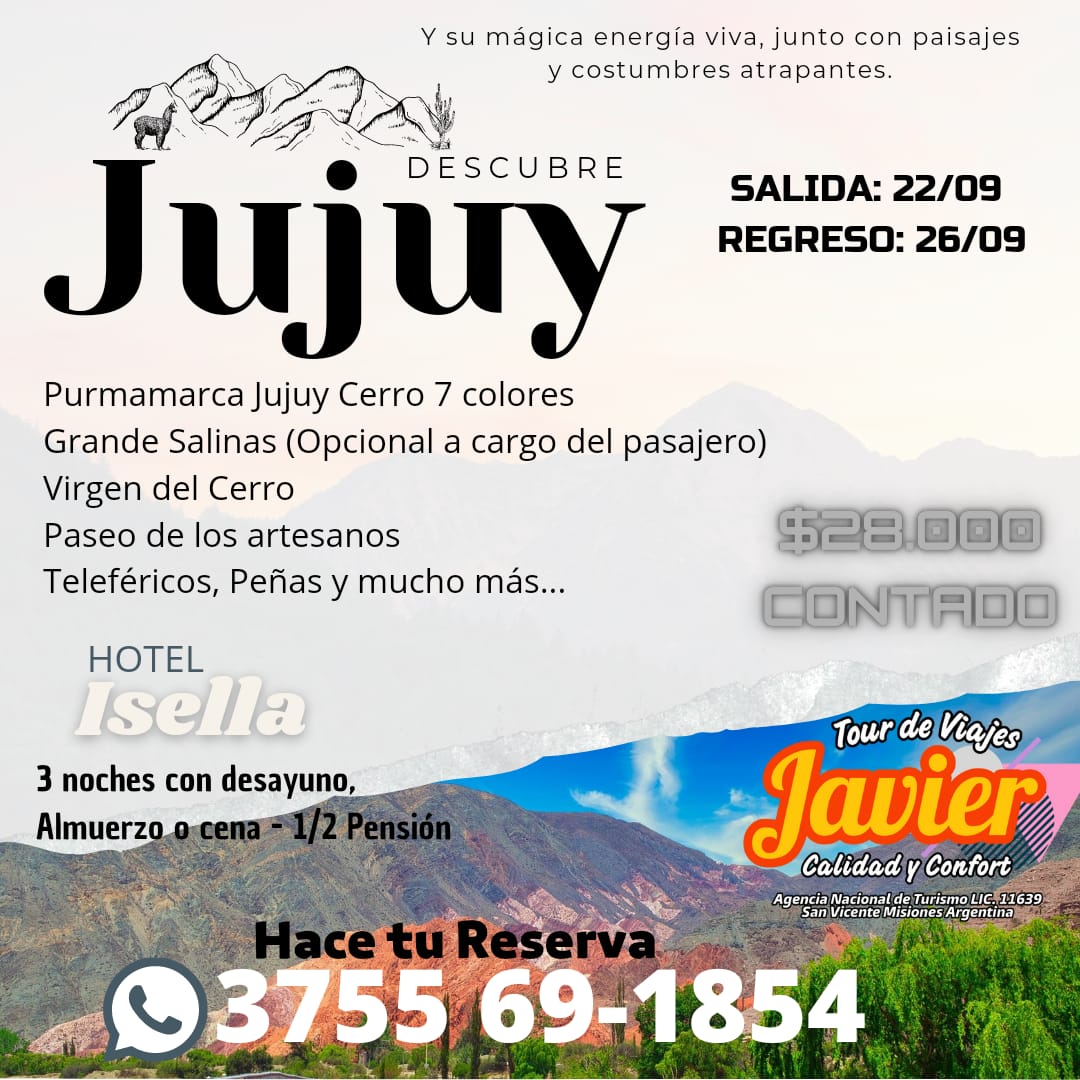 Y su mágica energía viva, junto con paisajes
y costumbres atrapantes.
DESCUBRE
Jujuy
SALIDA: 22/09
REGRESO: 26/09
Purmamarca Jujuy Cerro 7 colores
Grande Salinas (Opcional a cargo del pasajero)
Virgen del Cerro
Paseo de los artesanos
Teleféricos, Peñas y mucho más...
$28.000
CONTADO
HOTEL
Isella
3 noches con desayuno,
Almuerzo o cena - 1/2 Pensión
Tour de Viajes
Javier
Calidad y Confort
Agencia Nacional de Turismo LIC. 11639
San Vicente Misiones Argentina
Hace tu Reserva
3755 69-1854